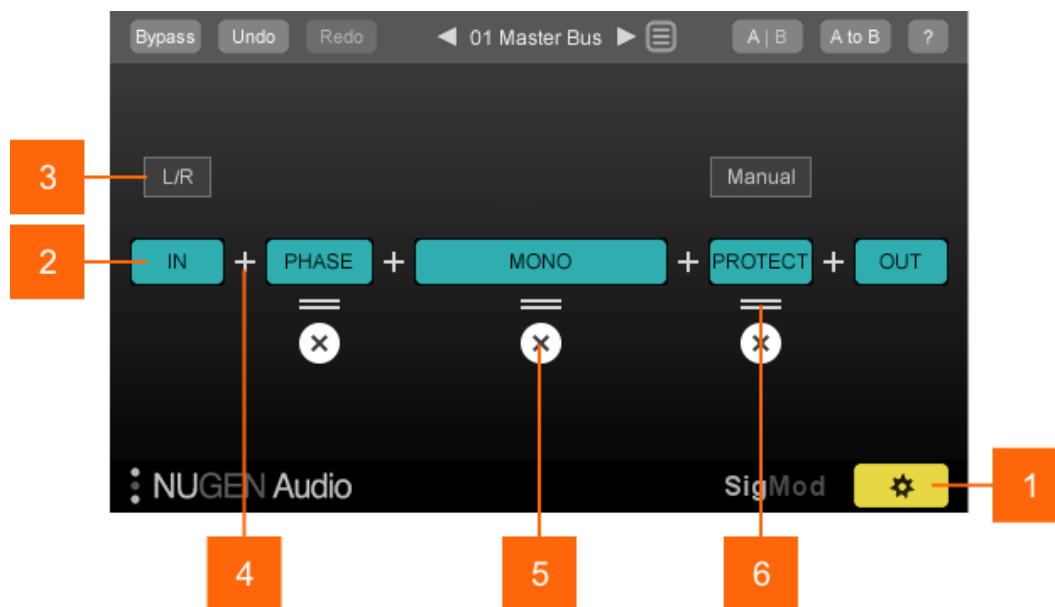 Bypass Undo Redo 01 Master Bus A | B A to B ?
3 L/R Manual
2 IN + PHASE + MONO + PROTECT + OUT
NUGEN Audio SigMod 1
4 5 6